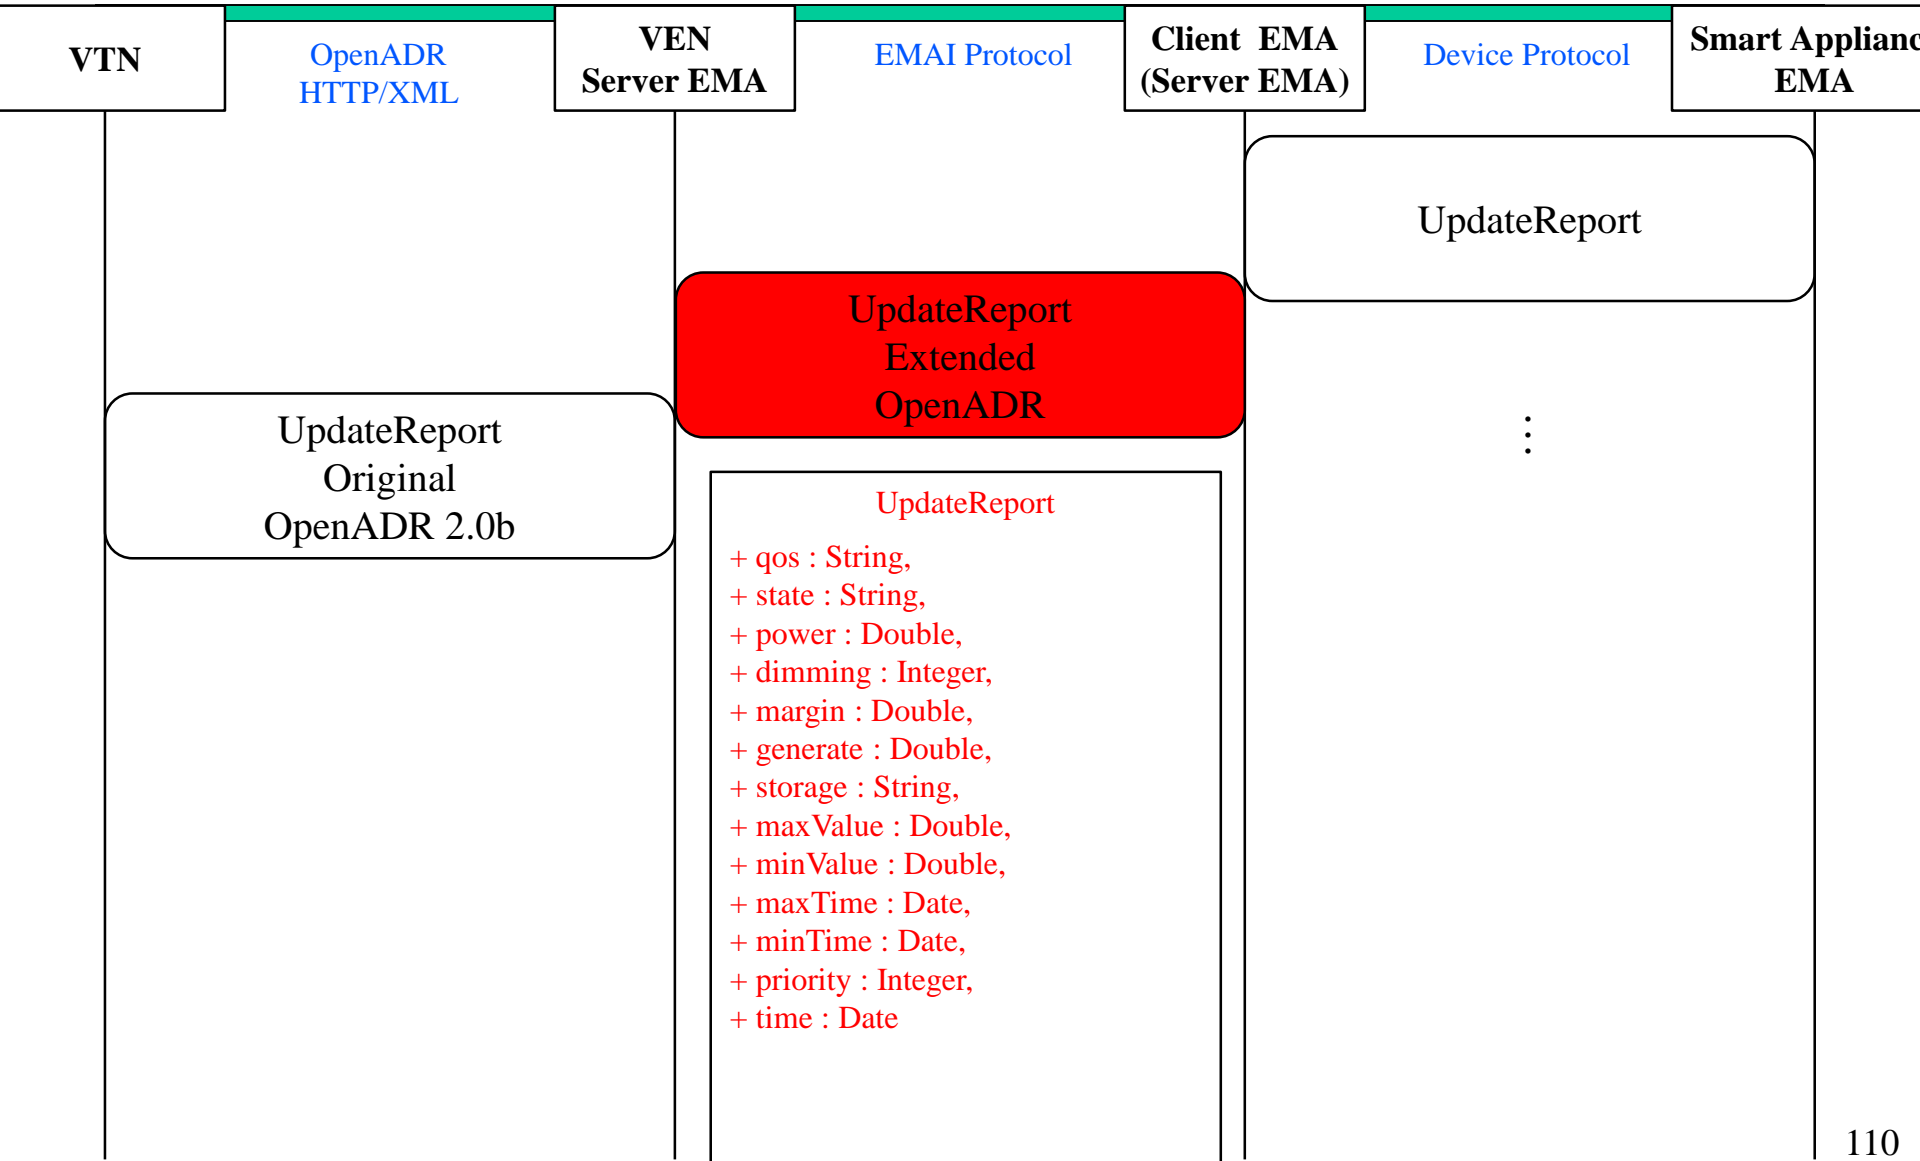 VTN
OpenADR
HTTP/XML
VEN
Server EMA
EMAI Protocol
Client EMA
(Server EMA)
Device Protocol
Smart Applianc
EMA
UpdateReport
UpdateReport
Extended
OpenADR
UpdateReport
Original
OpenADR 2.0b
⋮
UpdateReport
+ qos : String,
+ state : String,
+ power : Double,
+ dimming : Integer,
+ margin : Double,
+ generate : Double,
+ storage : String,
+ maxValue : Double,
+ minValue : Double,
+ maxTime : Date,
+ minTime : Date,
+ priority : Integer,
+ time : Date
110